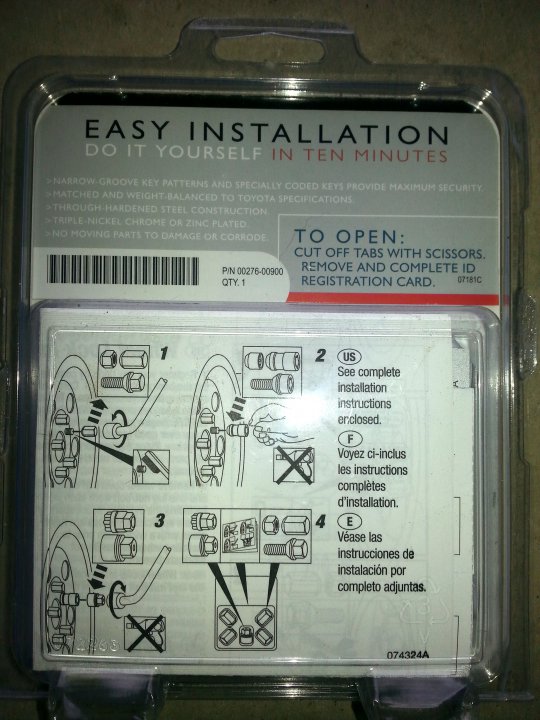 EASY INSTALLATION
DO IT YOURSELF IN TEN MINUTES
>NARROW-GROOVE KEY PATTERNS AND SPECIALLY CODED KEYS PROVIDE MAXIMUM SECURITY.
>MATCHED AND WEIGHT-BALANCED TO TOYOTA SPECIFICATIONS.
>THROUGH-HARDENED STEEL CONSTRUCTION.
>TRIPLE-NICKEL CHROME OR ZINC PLATED.
>NO MOVING PARTS TO DAMAGE OR CORRODE.
P/N 00276-00900
QTY. 1
TO OPEN:
CUT OFF TABS WITH SCISSORS.
REMOVE AND COMPLETE ID
REGISTRATION CARD.
07181C
1
2
3
4
US
See complete
installation
instructions
enclosed.
F
Voyez ci-inclus
les instructions
complètes
d'installation.
E
Véase las
instrucciones de
instalación por
completo adjuntas.
074324A